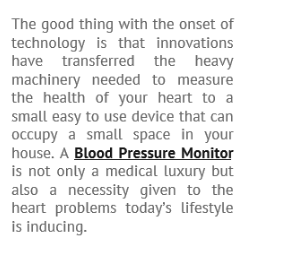 The good thing with the onset of
technology is that innovations
have transferred the heavy
machinery needed to measure
the health of your heart to a
small easy to use device that can
occupy a small space in your
house. A Blood Pressure Monitor
is not only a medical luxury but
also a necessity given to the
heart problems today's lifestyle
is inducing.